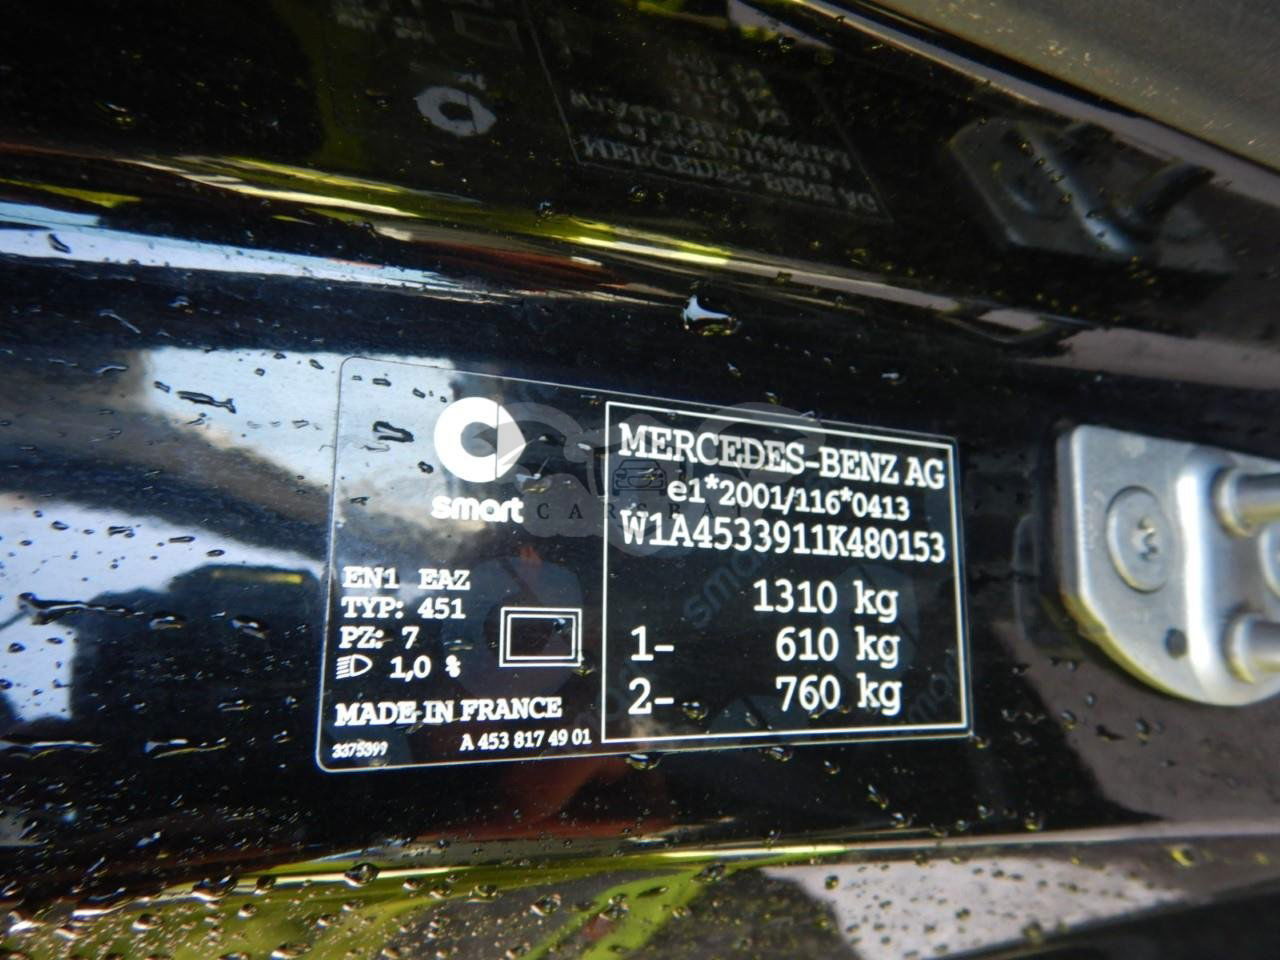 smart
EN1 EAZ
TYP: 451
PZ: 7
1,0 %
MADE IN FRANCE
3375399 A 453 817 49 01
MERCEDES-BENZ AG
e1*2001/116*0413
W1A4533911K480153
1310 kg
1- 610 kg
2- 760 kg
CARSBAT